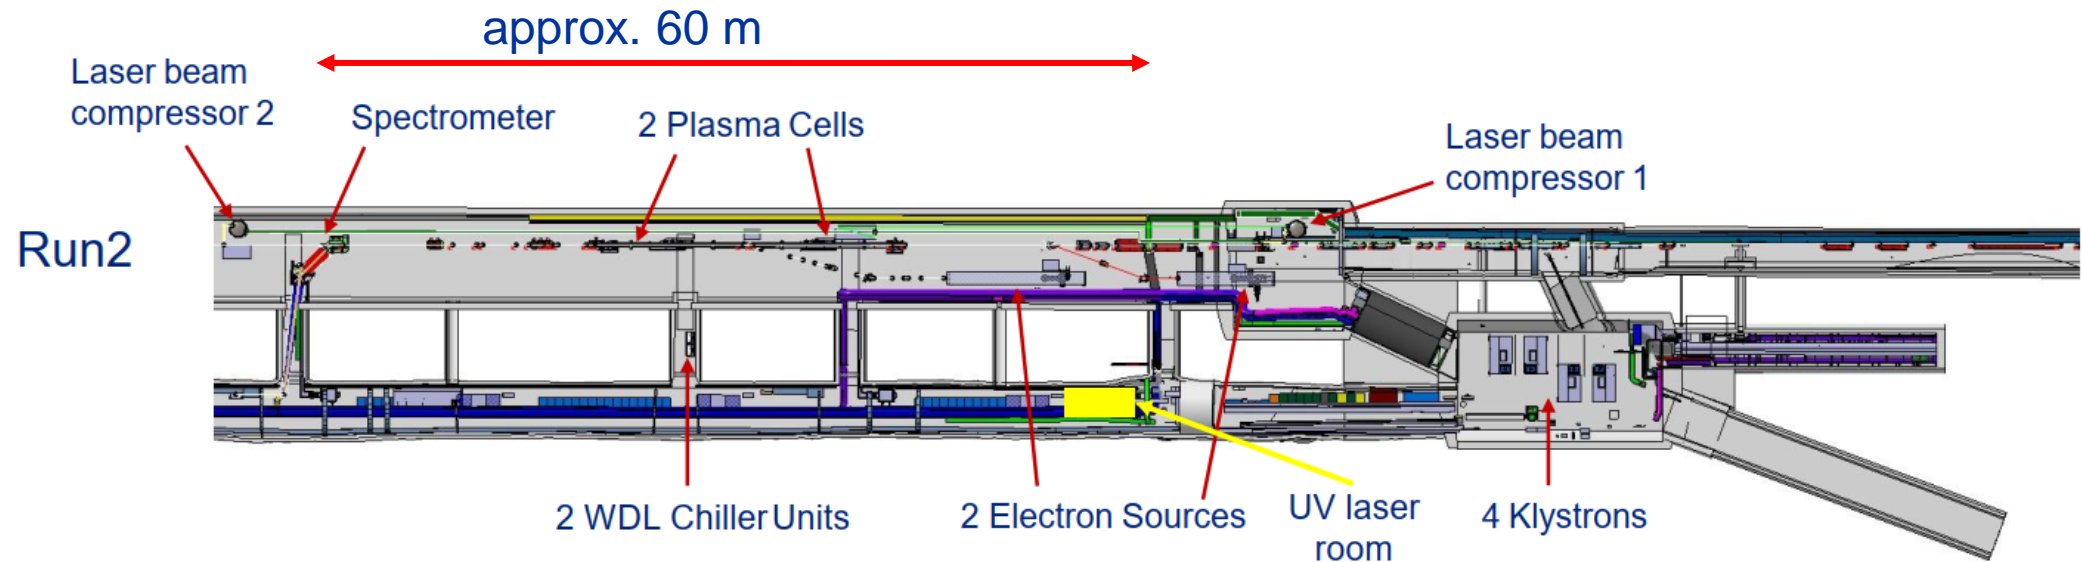 approx. 60 m
Laser beam
compressor 2
Spectrometer
2 Plasma Cells
Laser beam
compressor 1
Run2
2 WDL Chiller Units
2 Electron Sources
UV laser
room
4 Klystrons